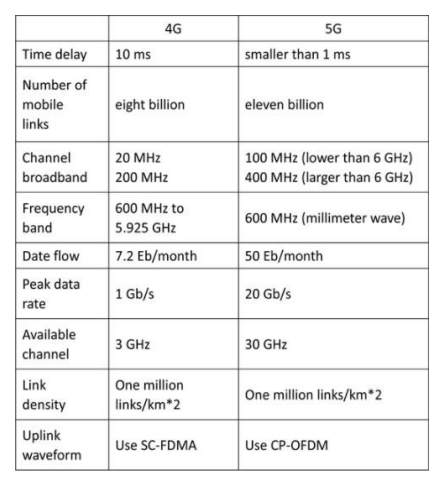 4G 5G
Time delay 10 ms smaller than 1 ms
Number of
mobile eight billion eleven billion
links
Channel 20 MHz 100 MHz (lower than 6 GHz)
broadband 200 MHz 400 MHz (larger than 6 GHz)
Frequency 600 MHz to 600 MHz (millimeter wave)
band 5.925 GHz
Date flow 7.2 Eb/month 50 Eb/month
Peak data 1 Gb/s 20 Gb/s
rate
Available 3 GHz 30 GHz
channel
Link One million One million links/km*2
density links/km*2
Uplink Use SC-FDMA Use CP-OFDM
waveform